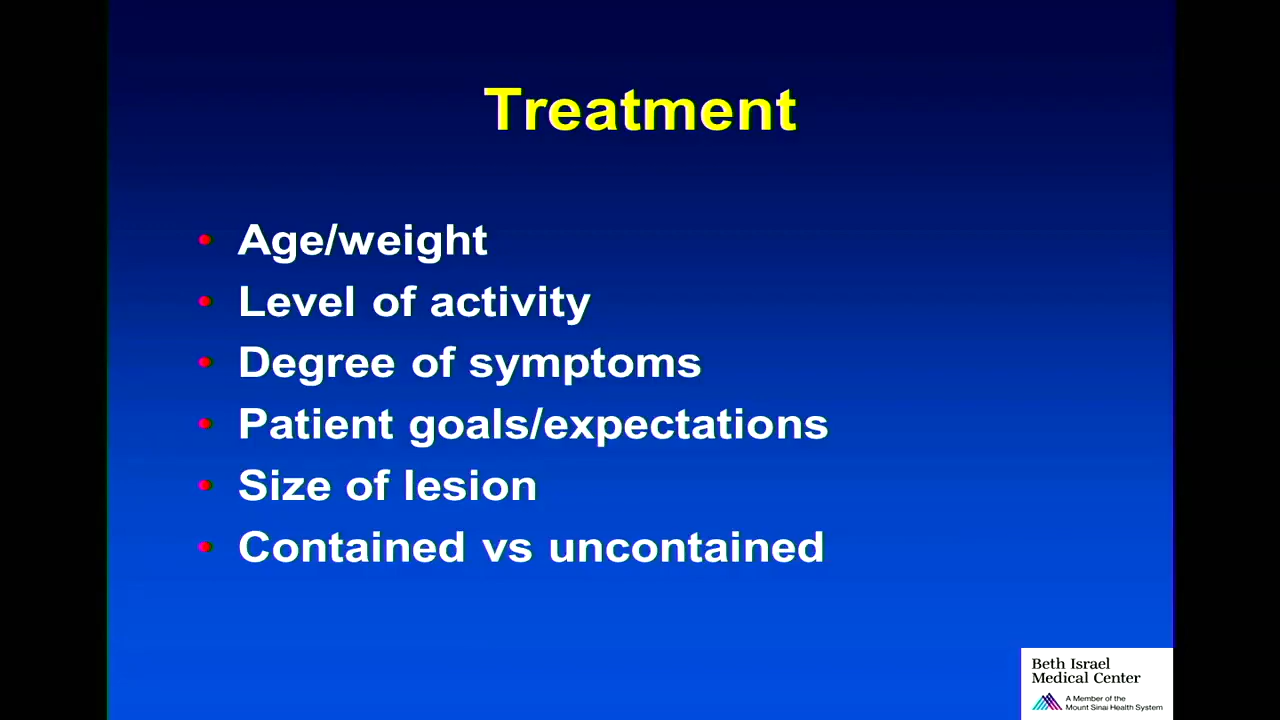 Treatment
Age/weight
Level of activity
Degree of symptoms
Patient goals/expectations
Size of lesion
Contained vs uncontained
Beth Israel
Medical Center
A Member of the
Mount Sinai Health System